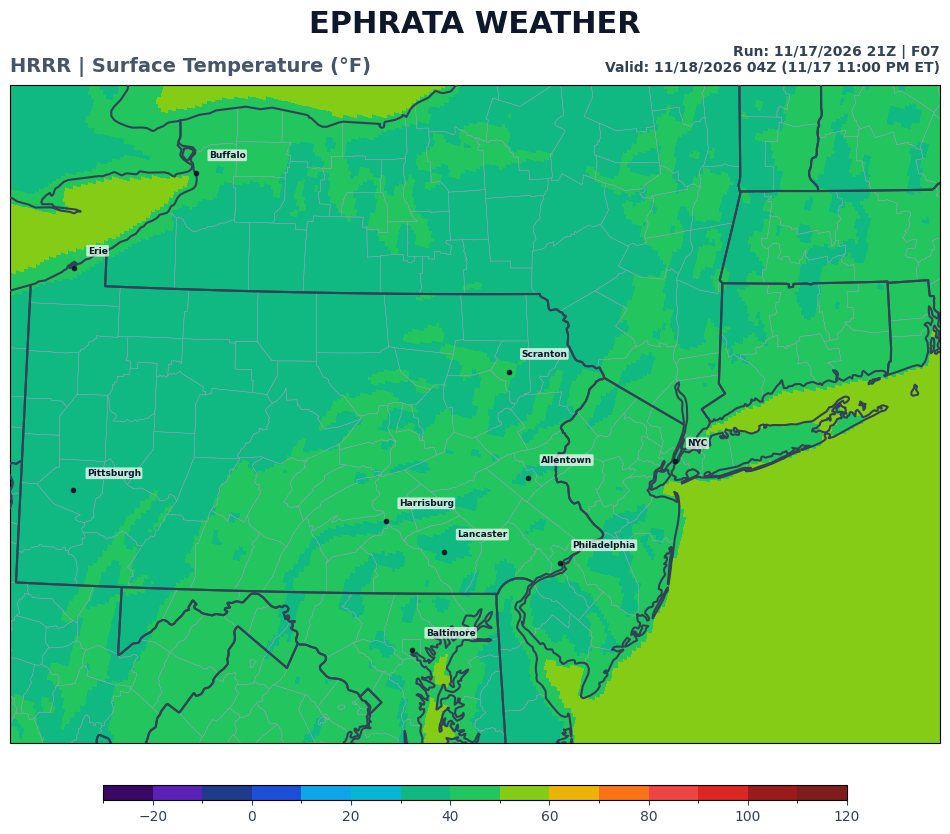 EPHRATA WEATHER
HRRR | Surface Temperature (°F)
Run: 11/17/2026 21Z | F07
Valid: 11/18/2026 04Z (11/17 11:00 PM ET)
Buffalo
Erie
Scranton
NYC
Allentown
Pittsburgh
Harrisburg
Lancaster
Philadelphia
Baltimore
−20 0 20 40 60 80 100 120